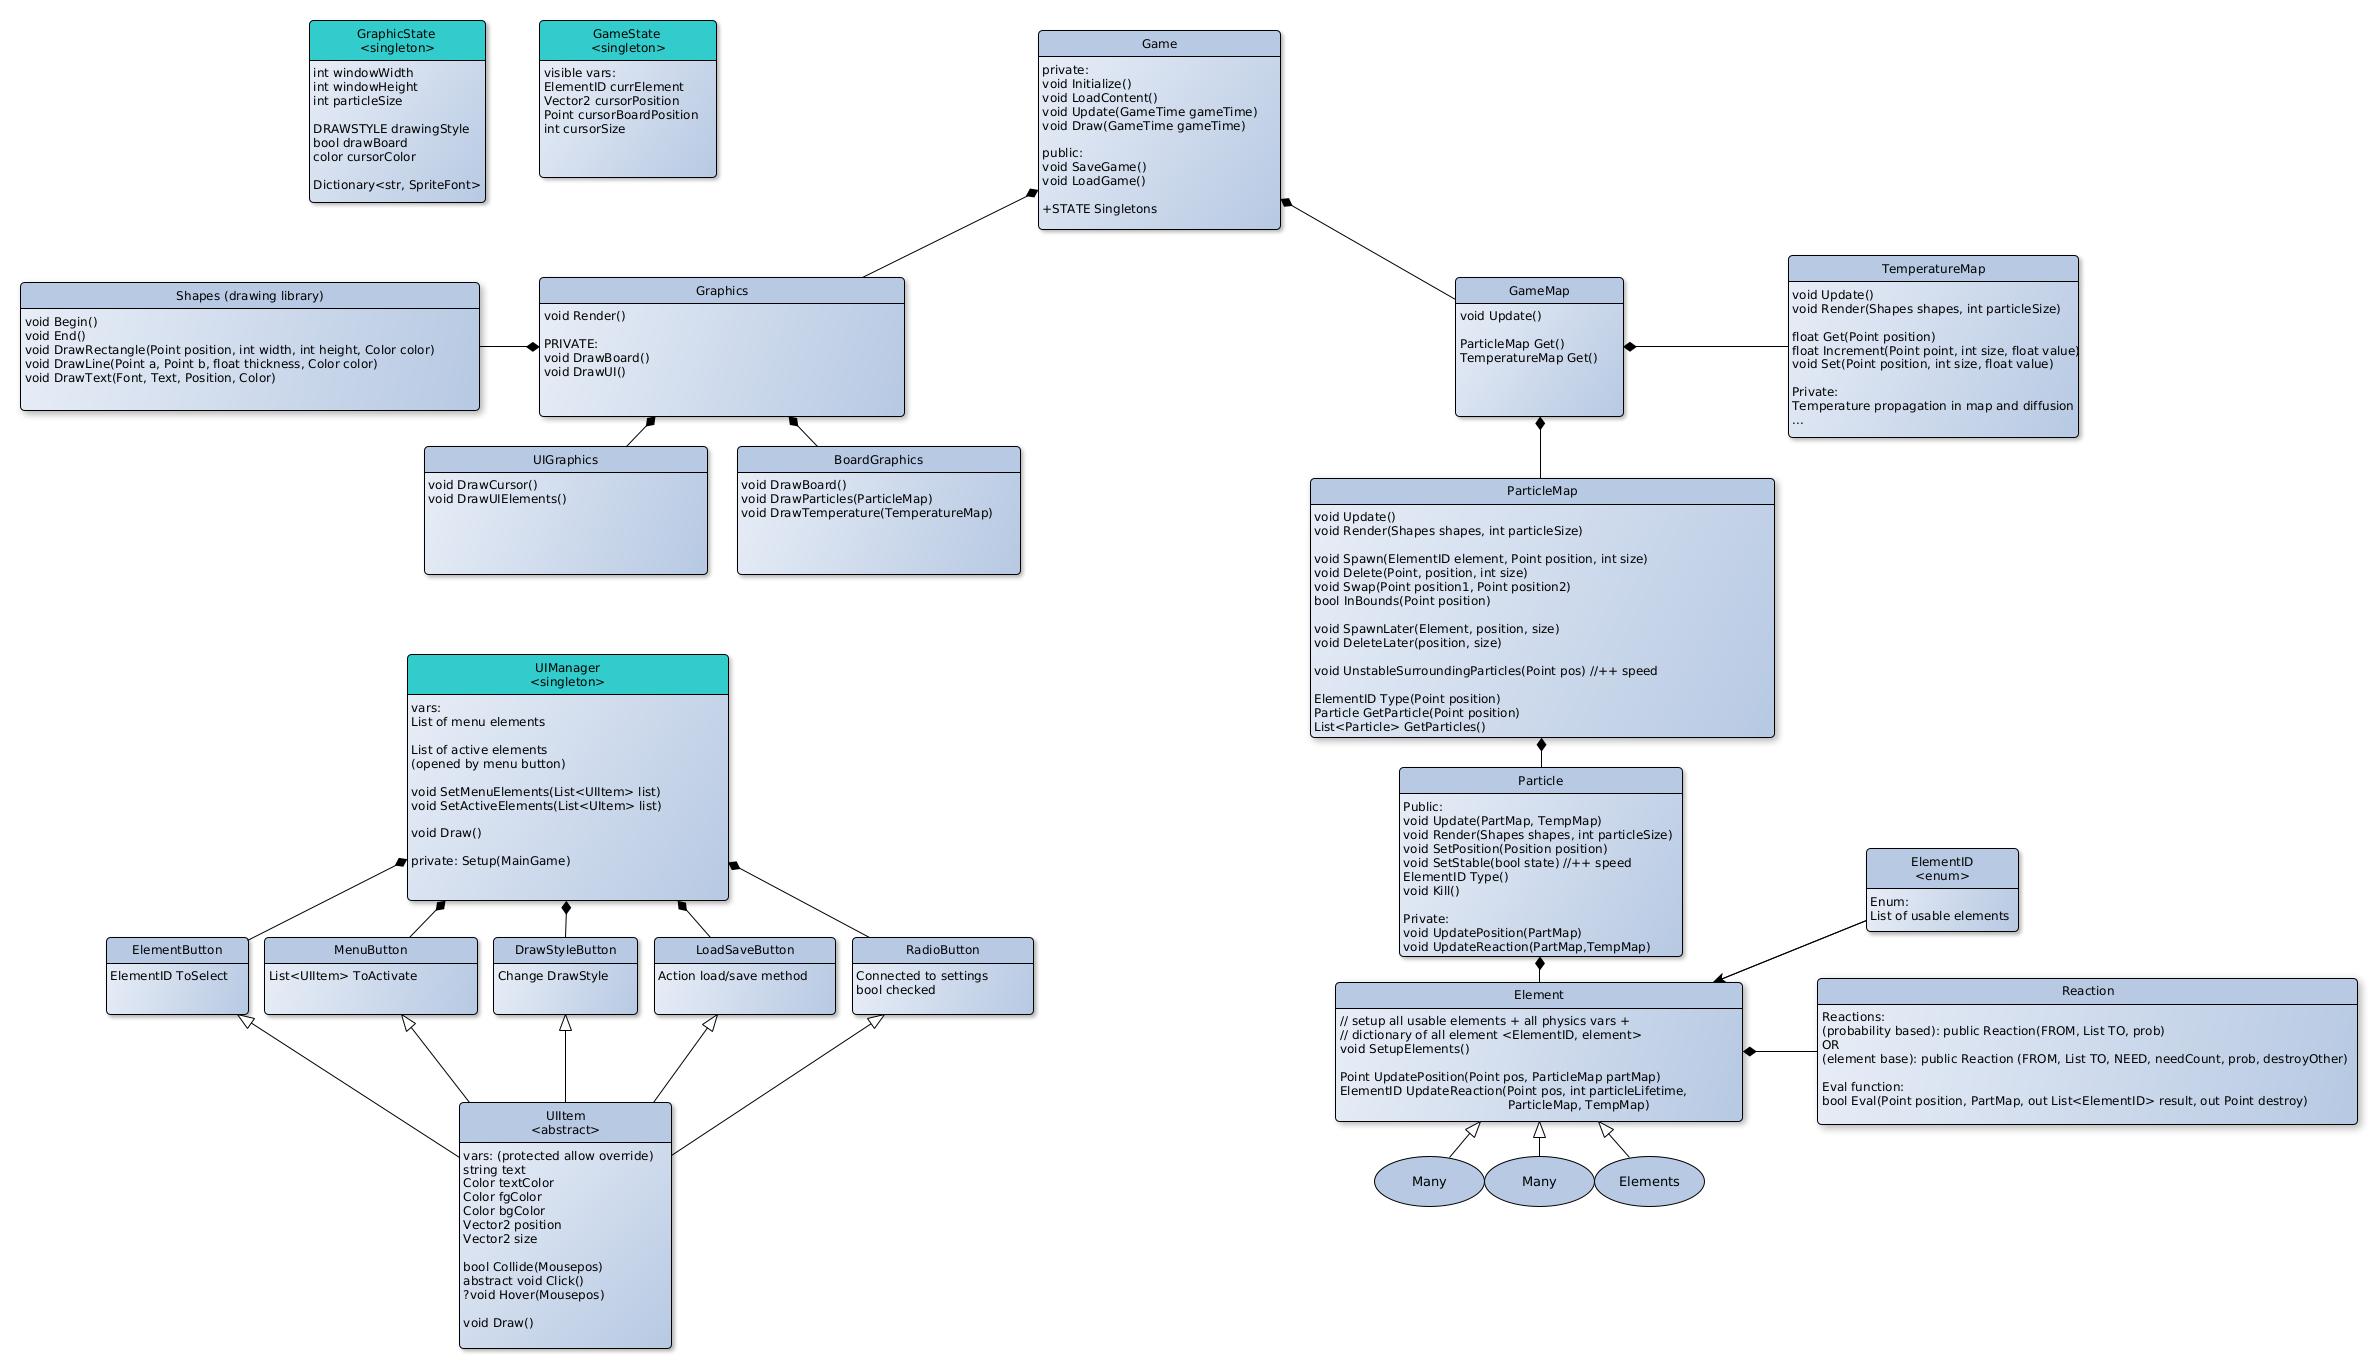 GraphicState
<singleton>
int windowWidth
int windowHeight
int particleSize
DRAWSTYLE drawingStyle
bool drawBoard
color cursorColor
Dictionary<str, SpriteFont>
GameState
<singleton>
visible vars:
ElementID currElement
Vector2 cursorPosition
Point cursorBoardPosition
int cursorSize
Game
private:
void Initialize()
void LoadContent()
void Update(GameTime gameTime)
void Draw(GameTime gameTime)
public:
void SaveGame()
void LoadGame()
+STATE Singletons
Shapes (drawing library)
void Begin()
void End()
void DrawRectangle(Point position, int width, int height, Color color)
void DrawLine(Point a, Point b, float thickness, Color color)
void DrawText(Font, Text, Position, Color)
Graphics
void Render()
PRIVATE:
void DrawBoard()
void DrawUI()
GameMap
void Update()
ParticleMap Get()
TemperatureMap Get()
TemperatureMap
void Update()
void Render(Shapes shapes, int particleSize)
float Get(Point position)
float Increment(Point point, int size, float value)
void Set(Point position, int size, float value)
Private:
Temperature propagation in map and diffusion
...
UIGraphics
void DrawCursor()
void DrawUIElements()
BoardGraphics
void DrawBoard()
void DrawParticles(ParticleMap)
void DrawTemperature(TemperatureMap)
ParticleMap
void Update()
void Render(Shapes shapes, int particleSize)
void Spawn(ElementID element, Point position, int size)
void Delete(Point, position, int size)
void Swap(Point position1, Point position2)
bool InBounds(Point position)
void SpawnLater(Element, position, size)
void DeleteLater(position, size)
void UnstableSurroundingParticles(Point pos) //++ speed
ElementID Type(Point position)
Particle GetParticle(Point position)
List<Particle> GetParticles()
UIManager
<singleton>
vars:
List of menu elements
List of active elements
(opened by menu button)
void SetMenuElements(List<UIItem> list)
void SetActiveElements(List<UItem> list)
void Draw()
private: Setup(MainGame)
Particle
Public:
void Update(PartMap, TempMap)
void Render(Shapes shapes, int particleSize)
void SetPosition(Position position)
void SetStable(bool state) //++ speed
ElementID Type()
void Kill()
Private:
void UpdatePosition(PartMap)
void UpdateReaction(PartMap,TempMap)
ElementID
<enum>
Enum:
List of usable elements
ElementButton
ElementID ToSelect
MenuButton
List<UIItem> ToActivate
DrawStyleButton
Change DrawStyle
LoadSaveButton
Action load/save method
RadioButton
Connected to settings
bool checked
Element
// setup all usable elements + all physics vars +
// dictionary of all element <ElementID, element>
void SetupElements()
Point UpdatePosition(Point pos, ParticleMap partMap)
ElementID UpdateReaction(Point pos, int particleLifetime,
ParticleMap, TempMap)
Reaction
Reactions:
(probability based): public Reaction(FROM, List TO, prob)
OR
(element base): public Reaction (FROM, List TO, NEED, needCount, prob, destroyOther)
Eval function:
bool Eval(Point position, PartMap, out List<ElementID> result, out Point destroy)
Many
Many
Elements
UIItem
<abstract>
vars: (protected allow override)
string text
Color textColor
Color fgColor
Color bgColor
Vector2 position
Vector2 size
bool Collide(Mousepos)
abstract void Click()
?void Hover(Mousepos)
void Draw()